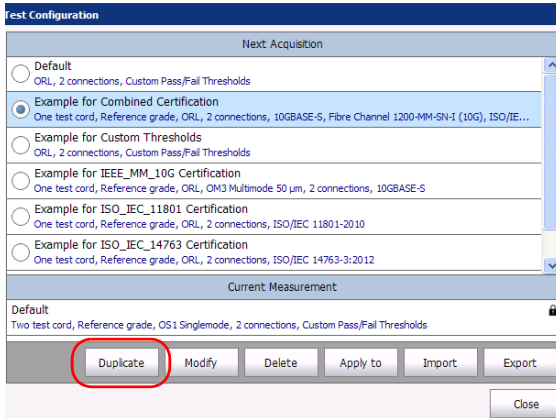 Test Configuration
Next Acquisition
Default
ORL, 2 connections, Custom Pass/Fail Thresholds
Example for Combined Certification
One test cord, Reference grade, ORL, 2 connections, 10GBASE-S, Fibre Channel 1200-MM-SN-I (10G), ISO/IE...
Example for Custom Thresholds
ORL, 2 connections, Custom Pass/Fail Thresholds
Example for IEEE_MM_10G Certification
One test cord, Reference grade, ORL, OM3 Multimode 50 µm, 2 connections, 10GBASE-S
Example for ISO_IEC_11801 Certification
One test cord, Reference grade, ORL, 2 connections, ISO/IEC 11801-2010
Example for ISO_IEC_14763 Certification
One test cord, Reference grade, ORL, 2 connections, ISO/IEC 14763-3:2012
Current Measurement
Default
Two test cord, Reference grade, OS1 Singlemode, 2 connections, Custom Pass/Fail Thresholds
Duplicate Modify Delete Apply to Import Export
Close